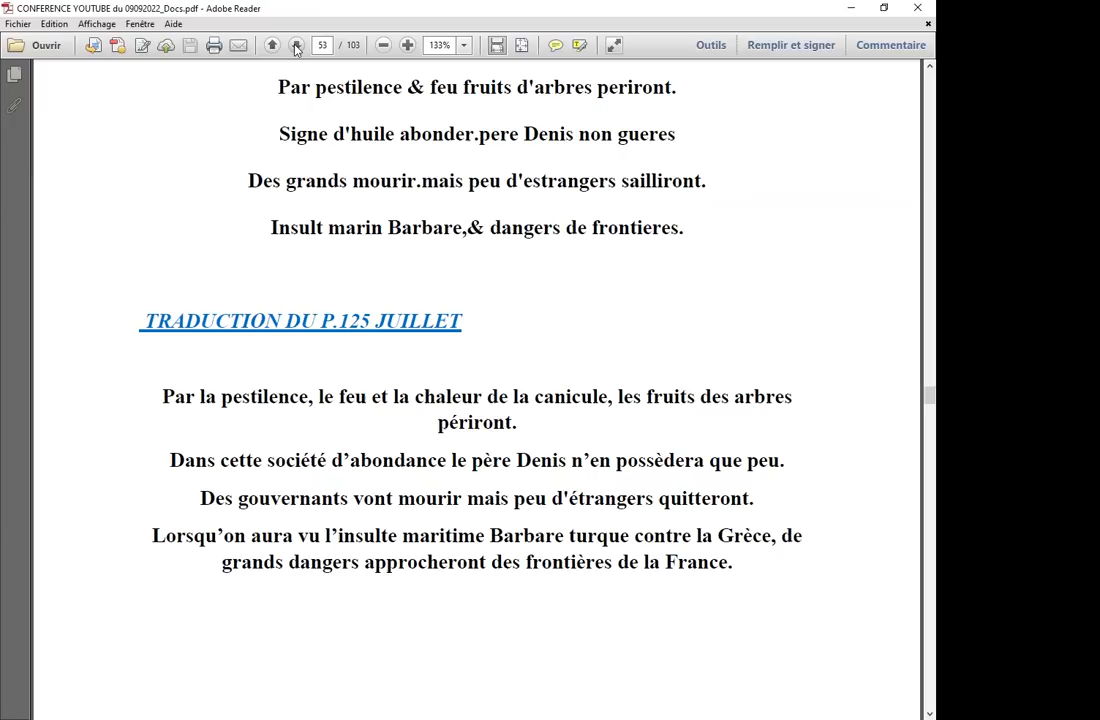 CONFERENCE YOUTUBE du 09092022_Docs.pdf - Adobe Reader
Fichier Edition Affichage Fenêtre Aide
Ouvrir 53 / 103 133% Outils Remplir et signer Commentaire
Par pestilence & feu fruits d'arbres periront.
Signe d'huile abonder.pere Denis non gueres
Des grands mourir.mais peu d'estrangers sailliront.
Insult marin Barbare,& dangers de frontieres.
TRADUCTION DU P.125 JUILLET
Par la pestilence, le feu et la chaleur de la canicule, les fruits des arbres
périront.
Dans cette société d'abondance le père Denis n'en possèdera que peu.
Des gouvernants vont mourir mais peu d'étrangers quitteront.
Lorsqu'on aura vu l'insulte maritime Barbare turque contre la Grèce, de
grands dangers approcheront des frontières de la France.